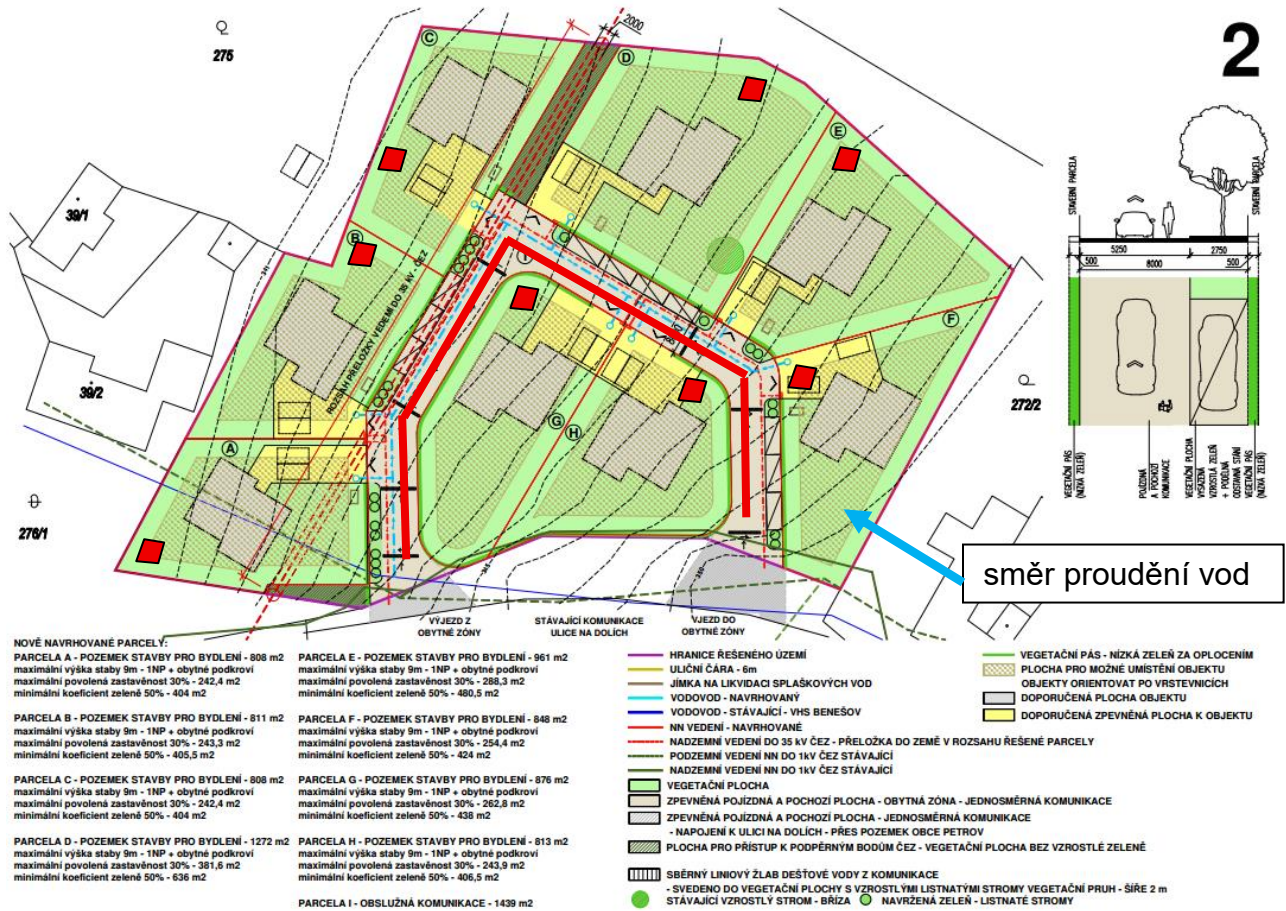 2
275
2000
C
D
E
39/1
B
39/2
A
F
G
H
I
ROZSAH PŘELOŽKY VEDEMÍ DO 35 kV - ČEZ
272/2
276/1
345
směr proudění vod
STAVEBNÍ PARCELA
STAVEBNÍ PARCELA
5250
2750
500
8000
500
VEGETAČNÍ PÁS
(NÍZKÁ ZELEŇ)
POJÍZDNÁ
A POCHOZÍ
KOMUNIKACE
VEGETAČNÍ PLOCHA
VYSÁZENÁ
VZROSTLÁ ZELEŇ
+ PODÉLNÁ
ODSTAVNÁ STÁNÍ
VEGETAČNÍ PÁS
(NÍZKÁ ZELEŇ)
VÝJEZD Z
OBYTNÉ ZÓNY
STÁVAJÍCÍ KOMUNIKACE
ULICE NA DOLÍCH
VJEZD DO
OBYTNÉ ZÓNY
NOVĚ NAVRHOVANÉ PARCELY:
PARCELA A - POZEMEK STAVBY PRO BYDLENÍ - 808 m2
maximální výška staby 9m - 1NP + obytné podkroví
maximální povolená zastavěnost 30% - 242,4 m2
minimální koeficient zeleně 50% - 404 m2
PARCELA B - POZEMEK STAVBY PRO BYDLENÍ - 811 m2
maximální výška staby 9m - 1NP + obytné podkroví
maximální povolená zastavěnost 30% - 243,3 m2
minimální koeficient zeleně 50% - 405,5 m2
PARCELA C - POZEMEK STAVBY PRO BYDLENÍ - 808 m2
maximální výška staby 9m - 1NP + obytné podkroví
maximální povolená zastavěnost 30% - 242,4 m2
minimální koeficient zeleně 50% - 404 m2
PARCELA D - POZEMEK STAVBY PRO BYDLENÍ - 1272 m2
maximální výška staby 9m - 1NP + obytné podkroví
maximální povolená zastavěnost 30% - 381,6 m2
minimální koeficient zeleně 50% - 636 m2
PARCELA E - POZEMEK STAVBY PRO BYDLENÍ - 961 m2
maximální výška staby 9m - 1NP + obytné podkroví
maximální povolená zastavěnost 30% - 288,3 m2
minimální koeficient zeleně 50% - 480,5 m2
PARCELA F - POZEMEK STAVBY PRO BYDLENÍ - 848 m2
maximální výška staby 9m - 1NP + obytné podkroví
maximální povolená zastavěnost 30% - 254,4 m2
minimální koeficient zeleně 50% - 424 m2
PARCELA G - POZEMEK STAVBY PRO BYDLENÍ - 876 m2
maximální výška staby 9m - 1NP + obytné podkroví
maximální povolená zastavěnost 30% - 262,8 m2
minimální koeficient zeleně 50% - 438 m2
PARCELA H - POZEMEK STAVBY PRO BYDLENÍ - 813 m2
maximální výška staby 9m - 1NP + obytné podkroví
maximální povolená zastavěnost 30% - 243,9 m2
minimální koeficient zeleně 50% - 406,5 m2
PARCELA I - OBSLUŽNÁ KOMUNIKACE - 1439 m2
HRANICE ŘEŠENÉHO ÚZEMÍ
ULIČNÍ ČÁRA - 6m
JÍMKA NA LIKVIDACI SPLAŠKOVÝCH VOD
VODOVOD - NAVRHOVANÝ
VODOVOD - STÁVAJÍCÍ - VHS BENEŠOV
NN VEDENÍ - NAVRHOVANÉ
NADZEMNÍ VEDENÍ DO 35 kV ČEZ - PŘELOŽKA DO ZEMĚ V ROZSAHU ŘEŠENÉ PARCELY
PODZEMNÍ VEDENÍ NN DO 1kV ČEZ STÁVAJÍCÍ
NADZEMNÍ VEDENÍ NN DO 1kV ČEZ STÁVAJÍCÍ
VEGETAČNÍ PLOCHA
ZPEVNĚNÁ POJÍZDNÁ A POCHOZÍ PLOCHA - OBYTNÁ ZÓNA - JEDNOSMĚRNÁ KOMUNIKACE
ZPEVNĚNÁ POJÍZDNÁ A POCHOZÍ PLOCHA - JEDNOSMĚRNÁ KOMUNIKACE
- NAPOJENÍ K ULICI NA DOLÍCH - PŘES POZEMEK OBCE PETROV
PLOCHA PRO PŘÍSTUP K PODPĚRNÝM BODŮM ČEZ - VEGETAČNÍ PLOCHA BEZ VZROSTLÉ ZELENĚ
SBĚRNÝ LINIOVÝ ŽLAB DEŠŤOVÉ VODY Z KOMUNIKACE
- SVEDENO DO VEGETAČNÍ PLOCHY S VZROSTLÝMI LISTNATÝMI STROMY VEGETAČNÍ PRUH - ŠÍŘE 2 m
STÁVAJÍCÍ VZROSTLÝ STROM - BŘÍZA
NAVRŽENÁ ZELEŇ - LISTNATÉ STROMY
VEGETAČNÍ PÁS - NÍZKÁ ZELEŇ ZA OPLOCENÍM
PLOCHA PRO MOŽNÉ UMÍSTĚNÍ OBJEKTU
OBJEKTY ORIENTOVAT PO VRSTEVNICÍCH
DOPORUČENÁ PLOCHA OBJEKTU
DOPORUČENÁ ZPEVNĚNÁ PLOCHA K OBJEKTU